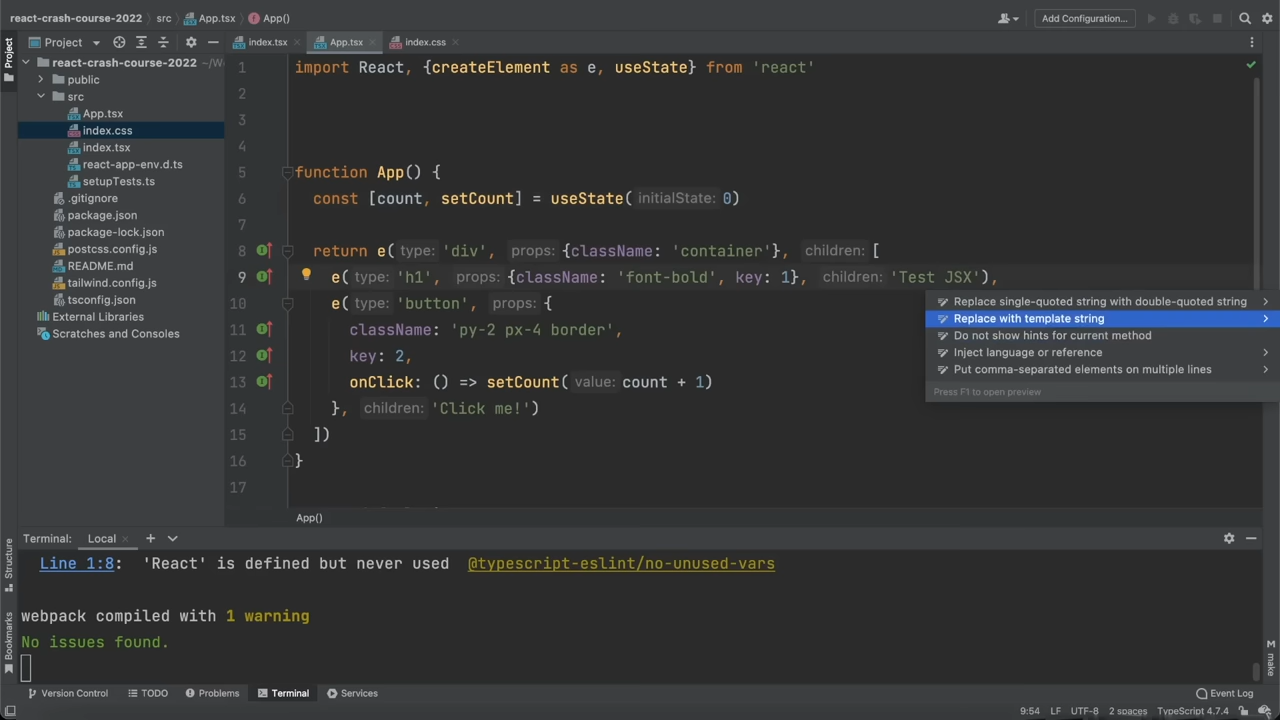 react-crash-course-2022 src App.tsx App() Add Configuration...
Project index.tsx App.tsx index.css
Project
react-crash-course-2022 ~/W
public
src
App.tsx
index.css
index.tsx
react-app-env.d.ts
setupTests.ts
.gitignore
package.json
package-lock.json
postcss.config.js
README.md
tailwind.config.js
tsconfig.json
External Libraries
Scratches and Consoles
1 import React, {createElement as e, useState} from 'react'
2
3
4
5 function App() {
6 const [count, setCount] = useState( initialState: 0)
7
8 return e( type: 'div', props: {className: 'container'}, children: [
9 e( type: 'h1', props: {className: 'font-bold', key: 1}, children: 'Test JSX'),
10 e( type: 'button', props: {
11 className: 'py-2 px-4 border',
12 key: 2,
13 onClick: () => setCount( value: count + 1)
14 }, children: 'Click me!')
15 ])
16 }
17
Replace single-quoted string with double-quoted string
Replace with template string
Do not show hints for current method
Inject language or reference
Put comma-separated elements on multiple lines
Press F1 to open preview
App()
Terminal: Local
Line 1:8: 'React' is defined but never used @typescript-eslint/no-unused-vars
webpack compiled with 1 warning
No issues found.
Structure
Bookmarks
make
Version Control TODO Problems Terminal Services Event Log
9:54 LF UTF-8 2 spaces TypeScript 4.7.4